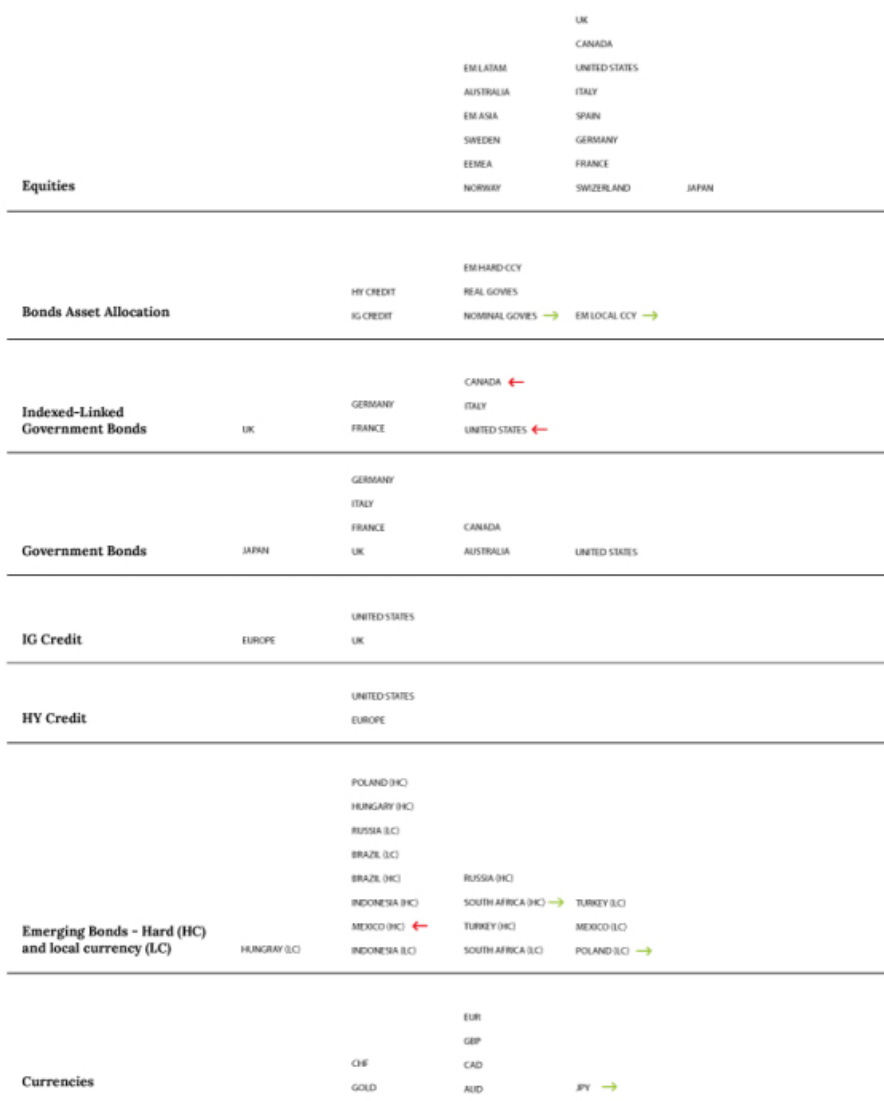 UK
CANADA
EM LATAM UNITED STATES
AUSTRALIA ITALY
EM ASIA SPAIN
SWEDEN GERMANY
EEMEA FRANCE
Equities NORWAY SWIZERLAND JAPAN
EM HARD CCY
HY CREDIT REAL GOVIES
Bonds Asset Allocation IG CREDIT NOMINAL GOVIES → EM LOCAL CCY →
CANADA ←
GERMANY ITALY
Indexed-Linked
Government Bonds UK FRANCE UNITED STATES ←
GERMANY
ITALY
FRANCE CANADA
Government Bonds JAPAN UK AUSTRALIA UNITED STATES
UNITED STATES
IG Credit EUROPE UK
UNITED STATES
HY Credit EUROPE
POLAND (HC)
HUNGARY (HC)
RUSSIA (LC)
BRAZIL (LC)
BRAZIL (HC) RUSSIA (HC)
INDONESIA (HC) SOUTH AFRICA (HC) → TURKEY (LC)
MEXICO (HC) ← TURKEY (HC) MEXICO (LC)
Emerging Bonds - Hard (HC)
and local currency (LC) HUNGRAY (LC) INDONESIA (LC) SOUTH AFRICA (LC) POLAND (LC) →
EUR
GBP
CHF CAD
Currencies GOLD AUD JPY →